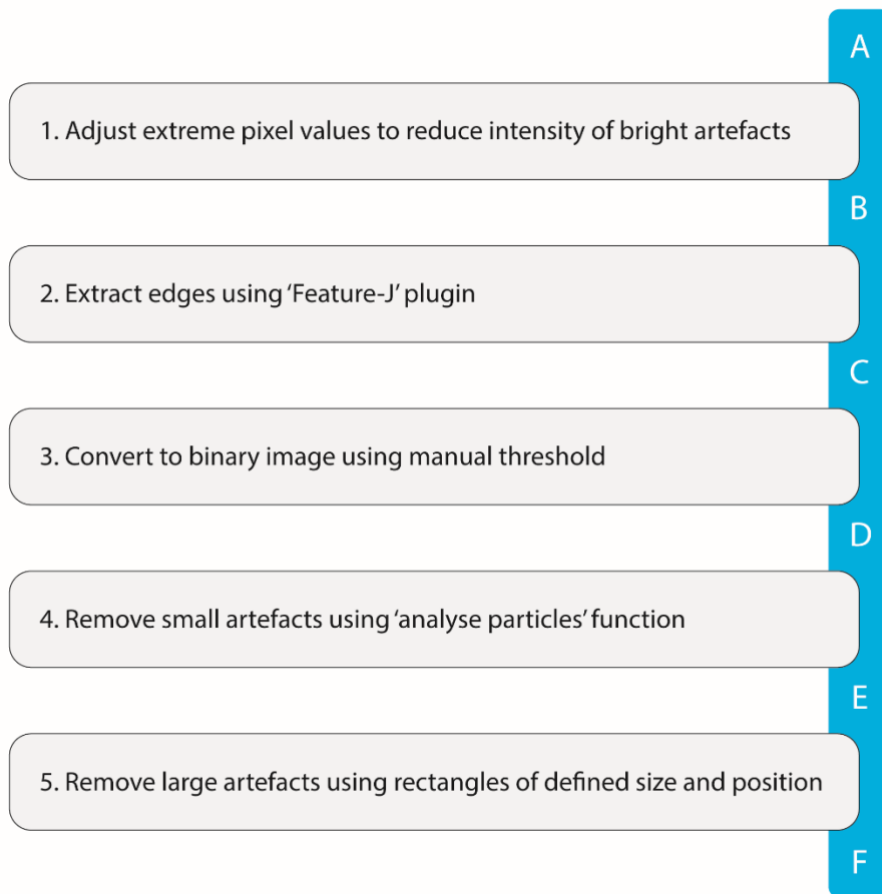 A
1. Adjust extreme pixel values to reduce intensity of bright artefacts
B
2. Extract edges using ‘Feature-J’ plugin
C
3. Convert to binary image using manual threshold
D
4. Remove small artefacts using ‘analyse particles’ function
E
5. Remove large artefacts using rectangles of defined size and position
F